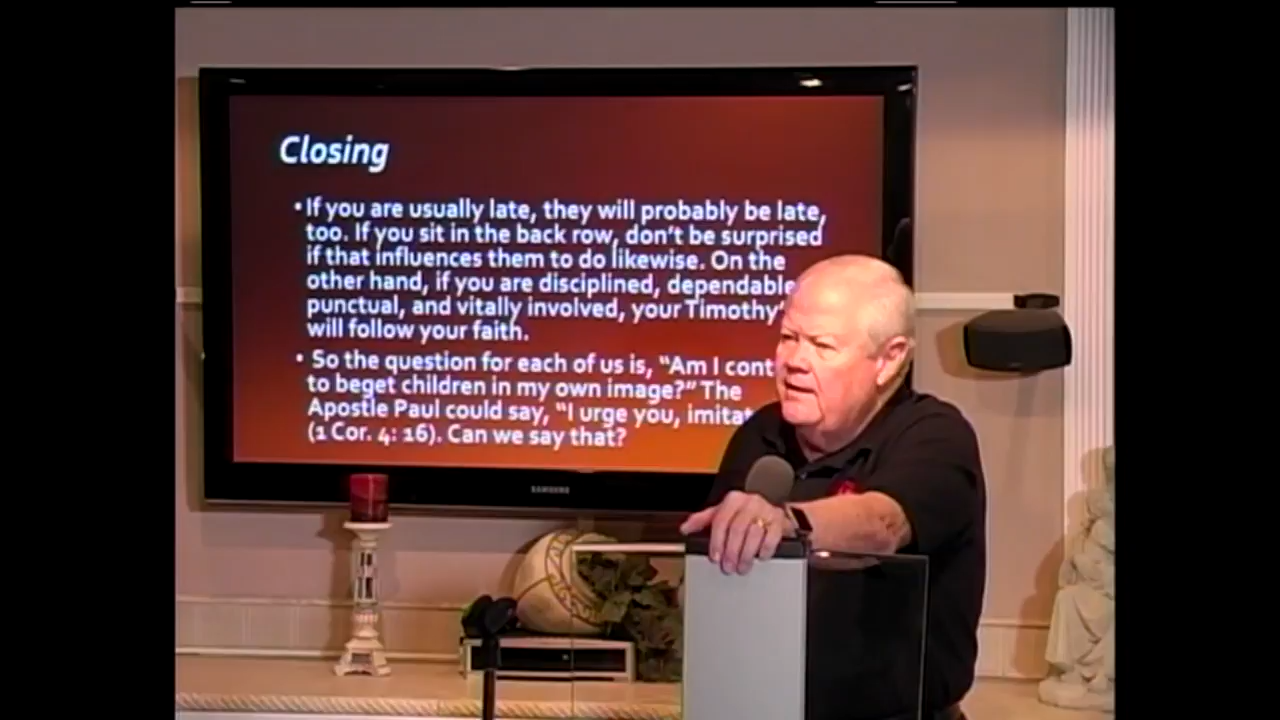 Closing
• If you are usually late, they will probably be late,
too. If you sit in the back row, don't be surprised
if that influences them to do likewise. On the
other hand, if you are disciplined, dependable
punctual, and vitally involved, your Timothy'
will follow your faith.
• So the question for each of us is, "Am I
to beget children in my own image?" The
Apostle Paul could say, "I urge you,
(1 Cor. 4: 16). Can we say that?
SAMSUNG